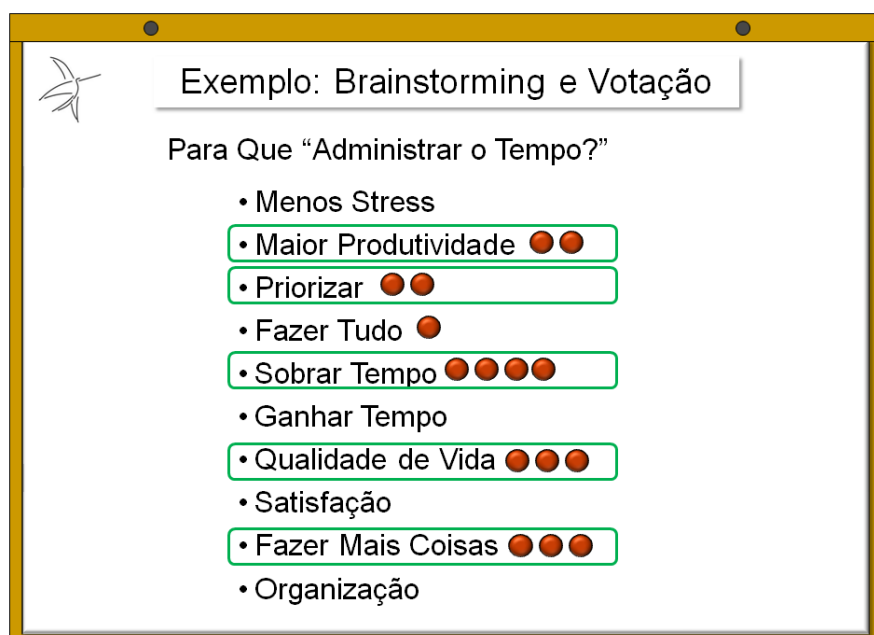 Exemplo: Brainstorming e Votação
Para Que “Administrar o Tempo?”
• Menos Stress
• Maior Produtividade
• Priorizar
• Fazer Tudo
• Sobrar Tempo
• Ganhar Tempo
• Qualidade de Vida
• Satisfação
• Fazer Mais Coisas
• Organização